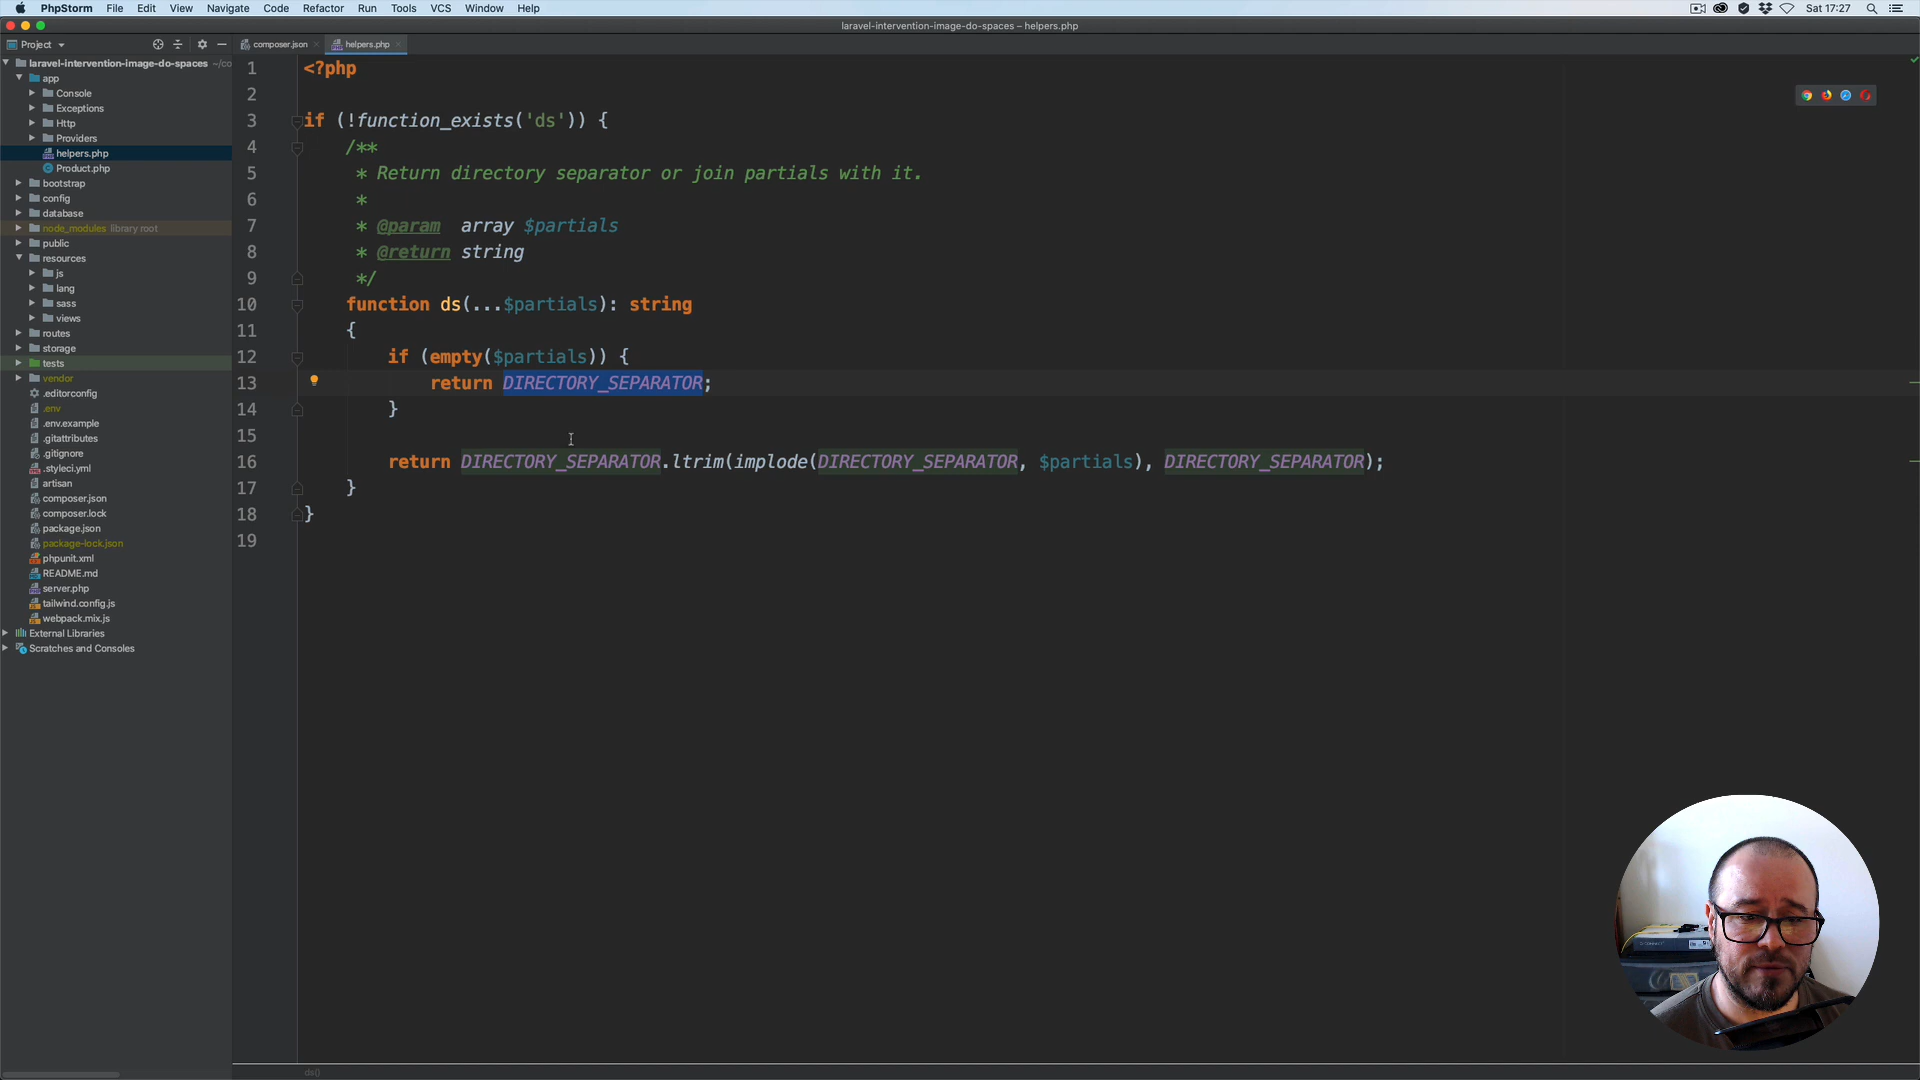 PhpStorm File Edit View Navigate Code Refactor Run Tools VCS Window Help Sat 17:27
laravel-intervention-image-do-spaces – helpers.php
Project
composer.json helpers.php
laravel-intervention-image-do-spaces ~/co
app
Console
Exceptions
Http
Providers
helpers.php
Product.php
bootstrap
config
database
node_modules library root
public
resources
js
lang
sass
views
routes
storage
tests
vendor
.editorconfig
.env
.env.example
.gitattributes
.gitignore
.styleci.yml
artisan
composer.json
composer.lock
package.json
package-lock.json
phpunit.xml
README.md
server.php
tailwind.config.js
webpack.mix.js
External Libraries
Scratches and Consoles
1 <?php
2
3 if (!function_exists('ds')) {
4 /**
5 * Return directory separator or join partials with it.
6 *
7 * @param array $partials
8 * @return string
9 */
10 function ds(...$partials): string
11 {
12 if (empty($partials)) {
13 return DIRECTORY_SEPARATOR;
14 }
15
16 return DIRECTORY_SEPARATOR.ltrim(implode(DIRECTORY_SEPARATOR, $partials), DIRECTORY_SEPARATOR);
17 }
18 }
19
ds()